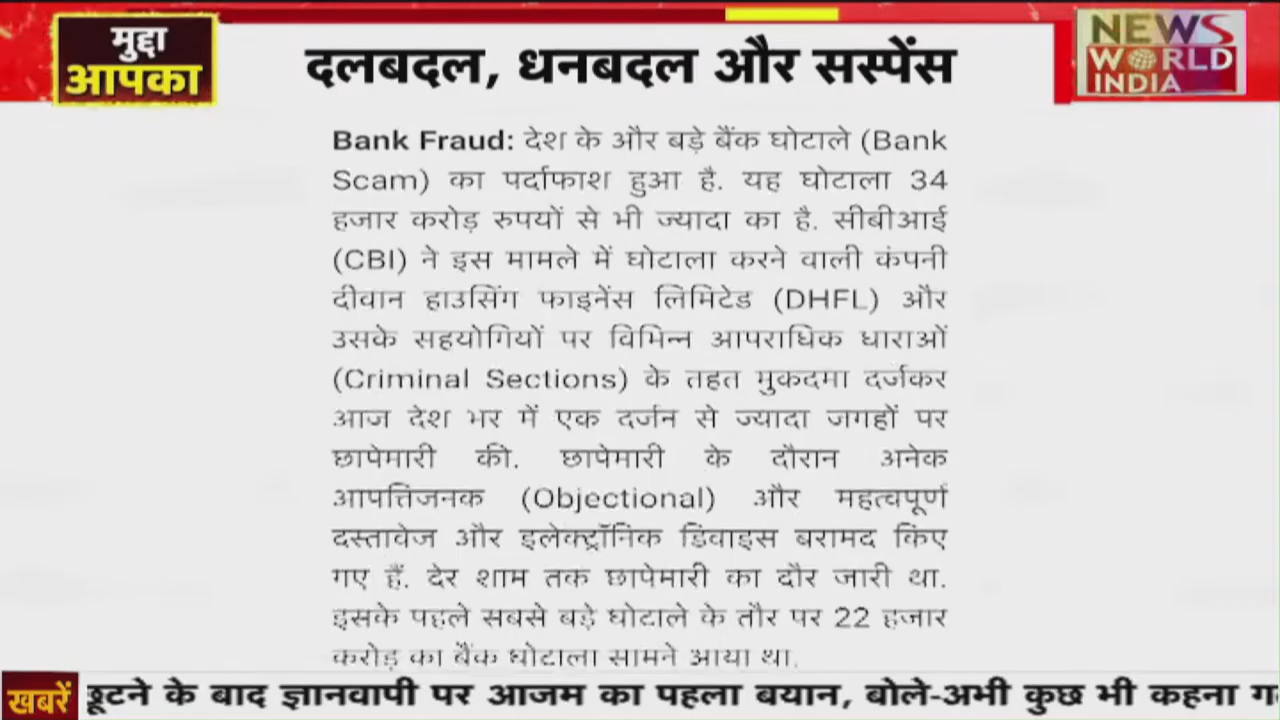 मुद्दा
आपका
दलबदल, धनबदल और सस्पेंस
NEWS
WORLD
INDIA
Bank Fraud: देश के और बड़े बैंक घोटाले (Bank
Scam) का पर्दाफाश हुआ है. यह घोटाला 34
हजार करोड़ रुपयों से भी ज्यादा का है. सीबीआई
(CBI) ने इस मामले में घोटाला करने वाली कंपनी
दीवान हाउसिंग फाइनेंस लिमिटेड (DHFL) और
उसके सहयोगियों पर विभिन्न आपराधिक धाराओं
(Criminal Sections) के तहत मुकदमा दर्जकर
आज देश भर में एक दर्जन से ज्यादा जगहों पर
छापेमारी की. छापेमारी के दौरान अनेक
आपत्तिजनक (Objectional) और महत्वपूर्ण
दस्तावेज और इलेक्ट्रॉनिक डिवाइस बरामद किए
गए हैं. देर शाम तक छापेमारी का दौर जारी था.
इसके पहले सबसे बड़े घोटाले के तौर पर 22 हजार
करोड़ का बैंक घोटाला सामने आया था.
खबरें छूटने के बाद ज्ञानवापी पर आजम का पहला बयान, बोले-अभी कुछ भी कहना